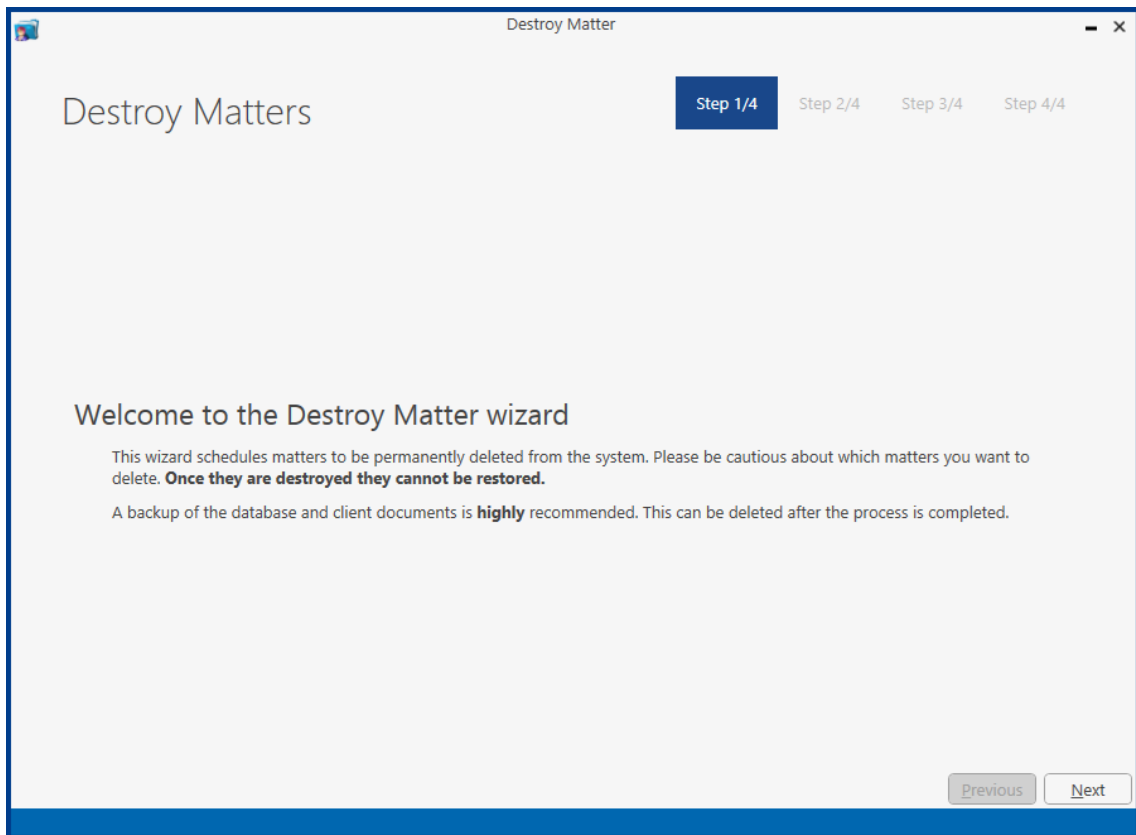 Destroy Matter
Destroy Matters
Step 1/4
Step 2/4
Step 3/4
Step 4/4
Welcome to the Destroy Matter wizard
This wizard schedules matters to be permanently deleted from the system. Please be cautious about which matters you want to
delete. Once they are destroyed they cannot be restored.
A backup of the database and client documents is highly recommended. This can be deleted after the process is completed.
Previous
Next